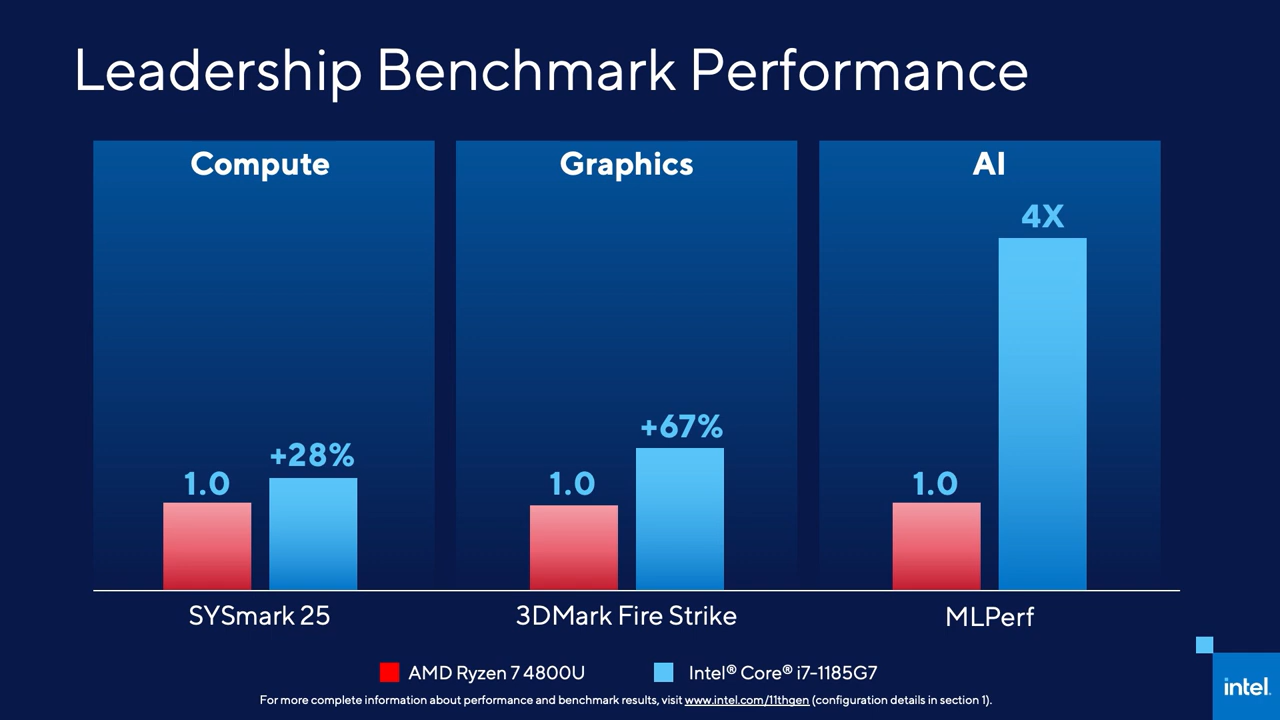 Leadership Benchmark Performance
Compute
Graphics
AI
1.0
+28%
1.0
+67%
1.0
4X
SYSmark 25
3DMark Fire Strike
MLPerf
AMD Ryzen 7 4800U
Intel® Core® i7-1185G7
For more complete information about performance and benchmark results, visit www.intel.com/11thgen (configuration details in section 1).
intel.